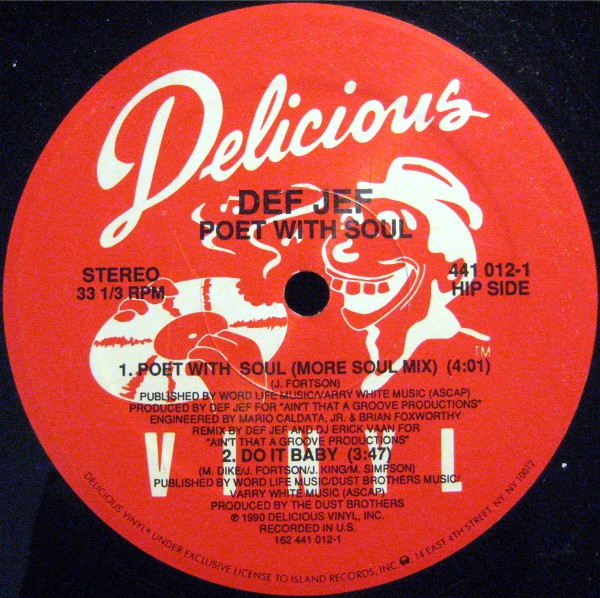 Delicious
DEF JEF
POET WITH SOUL
STEREO
33 1/3 RPM
441 012-1
HIP SIDE
TM
1. POET WITH SOUL (MORE SOUL MIX) (4:01)
(J. FORTSON)
PUBLISHED BY WORD LIFE MUSIC/VARRY WHITE MUSIC (ASCAP)
PRODUCED BY DEF JEF FOR "AIN'T THAT A GROOVE PRODUCTIONS"
ENGINEERED BY MARIO CALDATA, JR. & BRIAN FOXWORTHY
REMIX BY DEF JEF AND DJ ERICK VAAN FOR
"AIN'T THAT A GROOVE PRODUCTIONS"
2. DO IT BABY (3:47)
(M. DIKE/J. FORTSON/J. KING/M. SIMPSON)
PUBLISHED BY WORD LIFE MUSIC/DUST BROTHERS MUSIC/
VARRY WHITE MUSIC (ASCAP)
PRODUCED BY THE DUST BROTHERS
℗ 1990 DELICIOUS VINYL, INC.
RECORDED IN U.S.
162 441 012-1
VINYL
DELICIOUS VINYL® UNDER EXCLUSIVE LICENSE TO ISLAND RECORDS, INC. 14 EAST 4TH STREET, NY, NY 10012